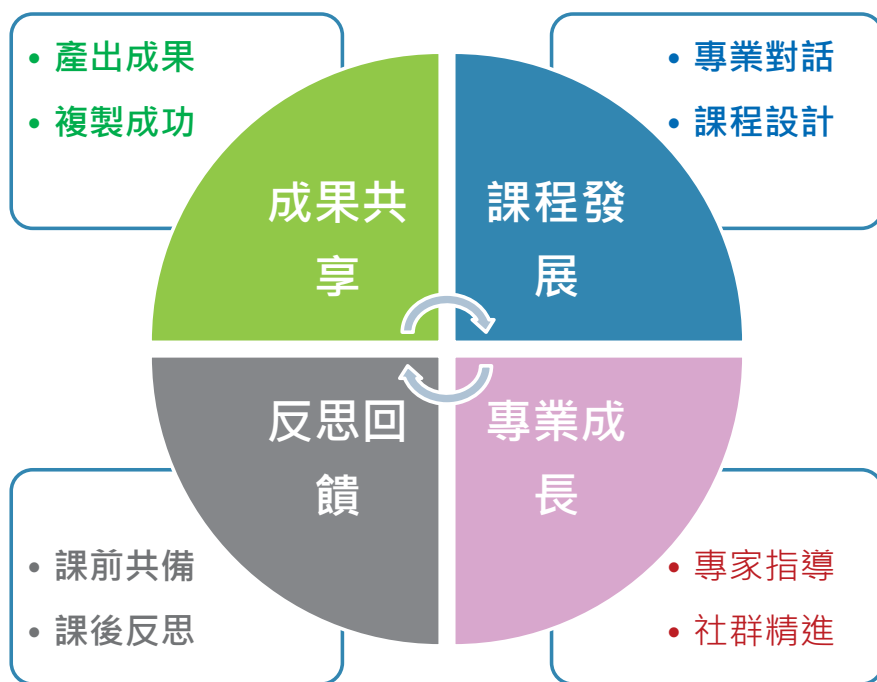 • 產出成果
• 複製成功
• 專業對話
• 課程設計
成果共
享
課程發
展
反思回
饋
專業成
長
• 課前共備
• 課後反思
• 專家指導
• 社群精進